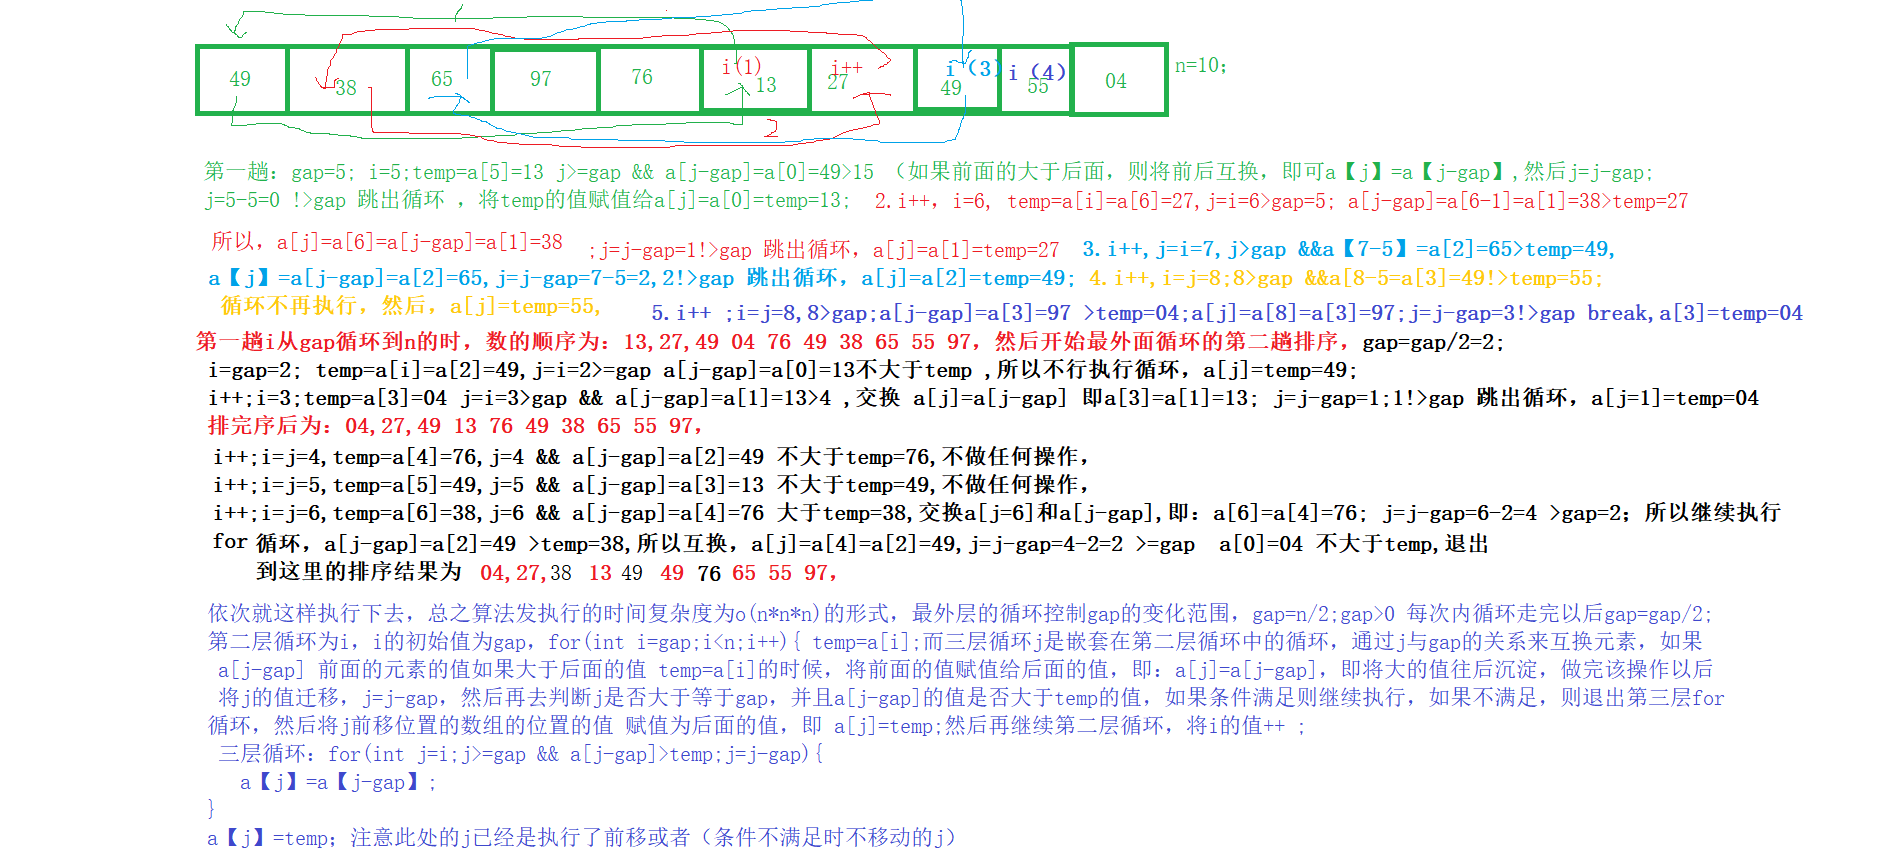 49 38 65 97 76 i(1) 13 j++ 27 i（3） 49 i（4） 55 04 n=10；
2
第一趟：gap=5; i=5;temp=a[5]=13 j>=gap && a[j-gap]=a[0]=49>15 （如果前面的大于后面，则将前后互换，即可a【j】=a【j-gap】,然后j=j-gap;
j=5-5=0 !>gap 跳出循环 ，将temp的值赋值给a[j]=a[0]=temp=13; 2.i++，i=6, temp=a[i]=a[6]=27,j=i=6>gap=5; a[j-gap]=a[6-1]=a[1]=38>temp=27
所以，a[j]=a[6]=a[j-gap]=a[1]=38 ;j=j-gap=1!>gap 跳出循环，a[j]=a[1]=temp=27 3.i++,j=i=7,j>gap &&a【7-5】=a[2]=65>temp=49,
a【j】=a[j-gap]=a[2]=65,j=j-gap=7-5=2,2!>gap 跳出循环，a[j]=a[2]=temp=49; 4.i++,i=j=8;8>gap &&a[8-5=a[3]=49!>temp=55;
循环不再执行，然后，a[j]=temp=55, 5.i++ ;i=j=8,8>gap;a[j-gap]=a[3]=97 >temp=04;a[j]=a[8]=a[3]=97;j=j-gap=3!>gap break,a[3]=temp=04
第一趟i从gap循环到n的时，数的顺序为：13,27,49 04 76 49 38 65 55 97，然后开始最外面循环的第二趟排序，gap=gap/2=2;
i=gap=2; temp=a[i]=a[2]=49,j=i=2>=gap a[j-gap]=a[0]=13不大于temp ,所以不行执行循环，a[j]=temp=49;
i++;i=3;temp=a[3]=04 j=i=3>gap && a[j-gap]=a[1]=13>4 ,交换 a[j]=a[j-gap] 即a[3]=a[1]=13; j=j-gap=1;1!>gap 跳出循环，a[j=1]=temp=04
排完序后为：04,27,49 13 76 49 38 65 55 97，
i++;i=j=4,temp=a[4]=76,j=4 && a[j-gap]=a[2]=49 不大于temp=76,不做任何操作，
i++;i=j=5,temp=a[5]=49,j=5 && a[j-gap]=a[3]=13 不大于temp=49,不做任何操作，
i++;i=j=6,temp=a[6]=38,j=6 && a[j-gap]=a[4]=76 大于temp=38,交换a[j=6]和a[j-gap],即：a[6]=a[4]=76; j=j-gap=6-2=4 >gap=2；所以继续执行
for 循环，a[j-gap]=a[2]=49 >temp=38,所以互换，a[j]=a[4]=a[2]=49,j=j-gap=4-2=2 >=gap a[0]=04 不大于temp,退出
到这里的排序结果为 04,27,38 13 49 49 76 65 55 97，
依次就这样执行下去，总之算法发执行的时间复杂度为o(n*n*n)的形式，最外层的循环控制gap的变化范围，gap=n/2;gap>0 每次内循环走完以后gap=gap/2;
第二层循环为i，i的初始值为gap，for(int i=gap;i<n;i++){ temp=a[i];而三层循环j是嵌套在第二层循环中的循环，通过j与gap的关系来互换元素，如果
a[j-gap] 前面的元素的值如果大于后面的值 temp=a[i]的时候，将前面的值赋值给后面的值，即：a[j]=a[j-gap]，即将大的值往后沉淀，做完该操作以后
将j的值迁移，j=j-gap，然后再去判断j是否大于等于gap，并且a[j-gap]的值是否大于temp的值，如果条件满足则继续执行，如果不满足，则退出第三层for
循环，然后将j前移位置的数组的位置的值 赋值为后面的值，即 a[j]=temp;然后再继续第二层循环，将i的值++ ;
三层循环：for(int j=i;j>=gap && a[j-gap]>temp;j=j-gap){
a【j】=a【j-gap】;
}
a【j】=temp；注意此处的j已经是执行了前移或者（条件不满足时不移动的j）